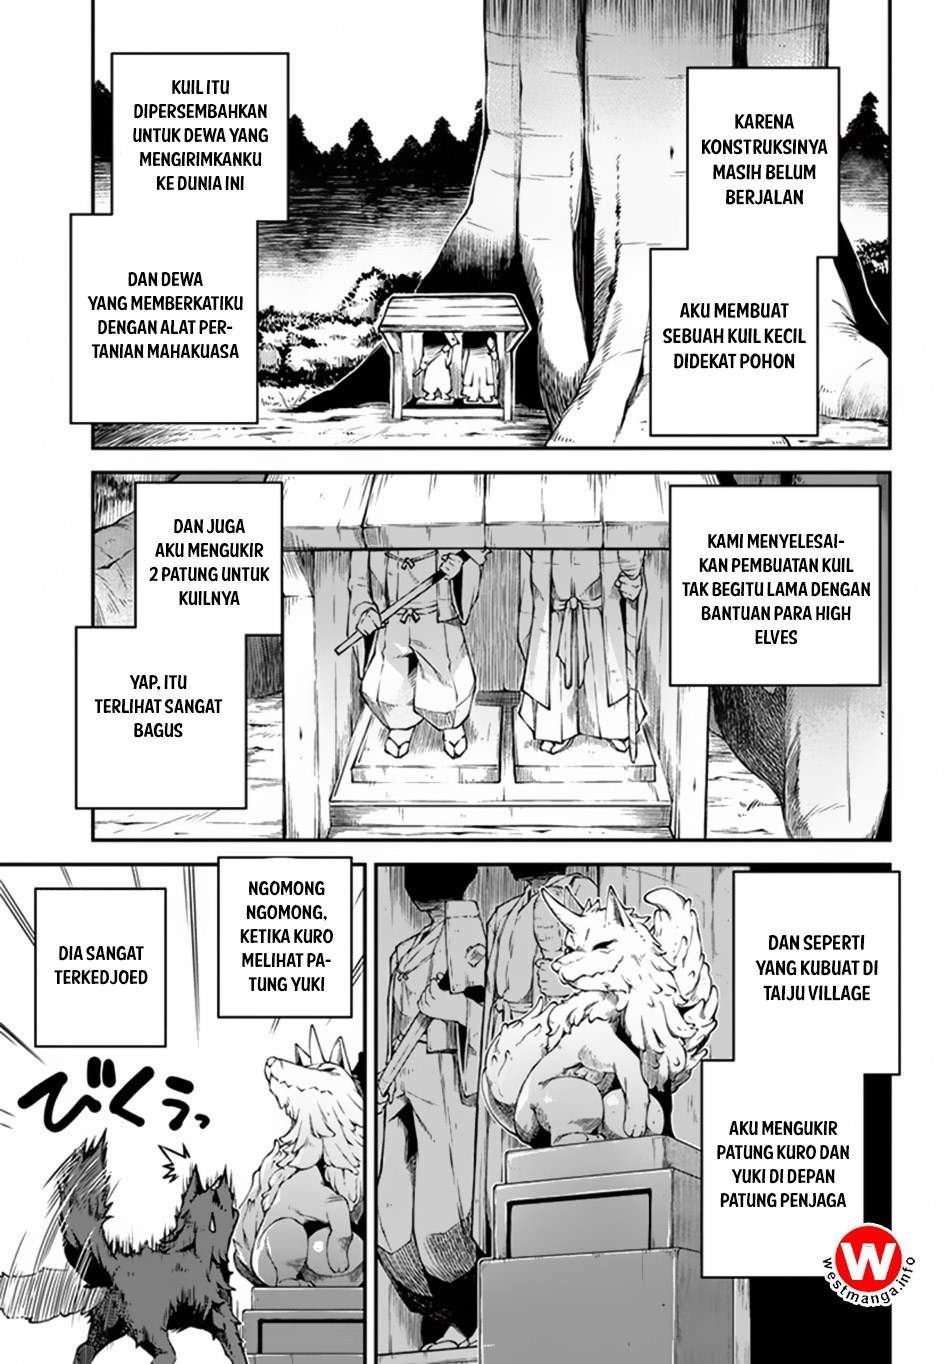 KARENA
KONSTRUKSINYA
MASIH BELUM
BERJALAN
AKU MEMBUAT
SEBUAH KUIL KECIL
DIDEKAT POHON
KUIL ITU
DIPERSEMBAHKAN
UNTUK DEWA YANG
MENGIRIMKANKU
KE DUNIA INI
DAN DEWA
YANG MEMBERKATIKU
DENGAN ALAT PER-
TANIAN MAHAKUASA
KAMI MENYELESAI-
KAN PEMBUATAN KUIL
TAK BEGITU LAMA DENGAN
BANTUAN PARA HIGH
ELVES
DAN JUGA
AKU MENGUKIR
2 PATUNG UNTUK
KUILNYA
YAP, ITU
TERLIHAT SANGAT
BAGUS
DAN SEPERTI
YANG KUBUAT DI
TAIJU VILLAGE
AKU MENGUKIR
PATUNG KURO DAN
YUKI DI DEPAN
PATUNG PENJAGA
NGOMONG
NGOMONG,
KETIKA KURO
MELIHAT PA-
TUNG YUKI
DIA SANGAT
TERKEDJOED
びくぅっ
W
westmanga.info